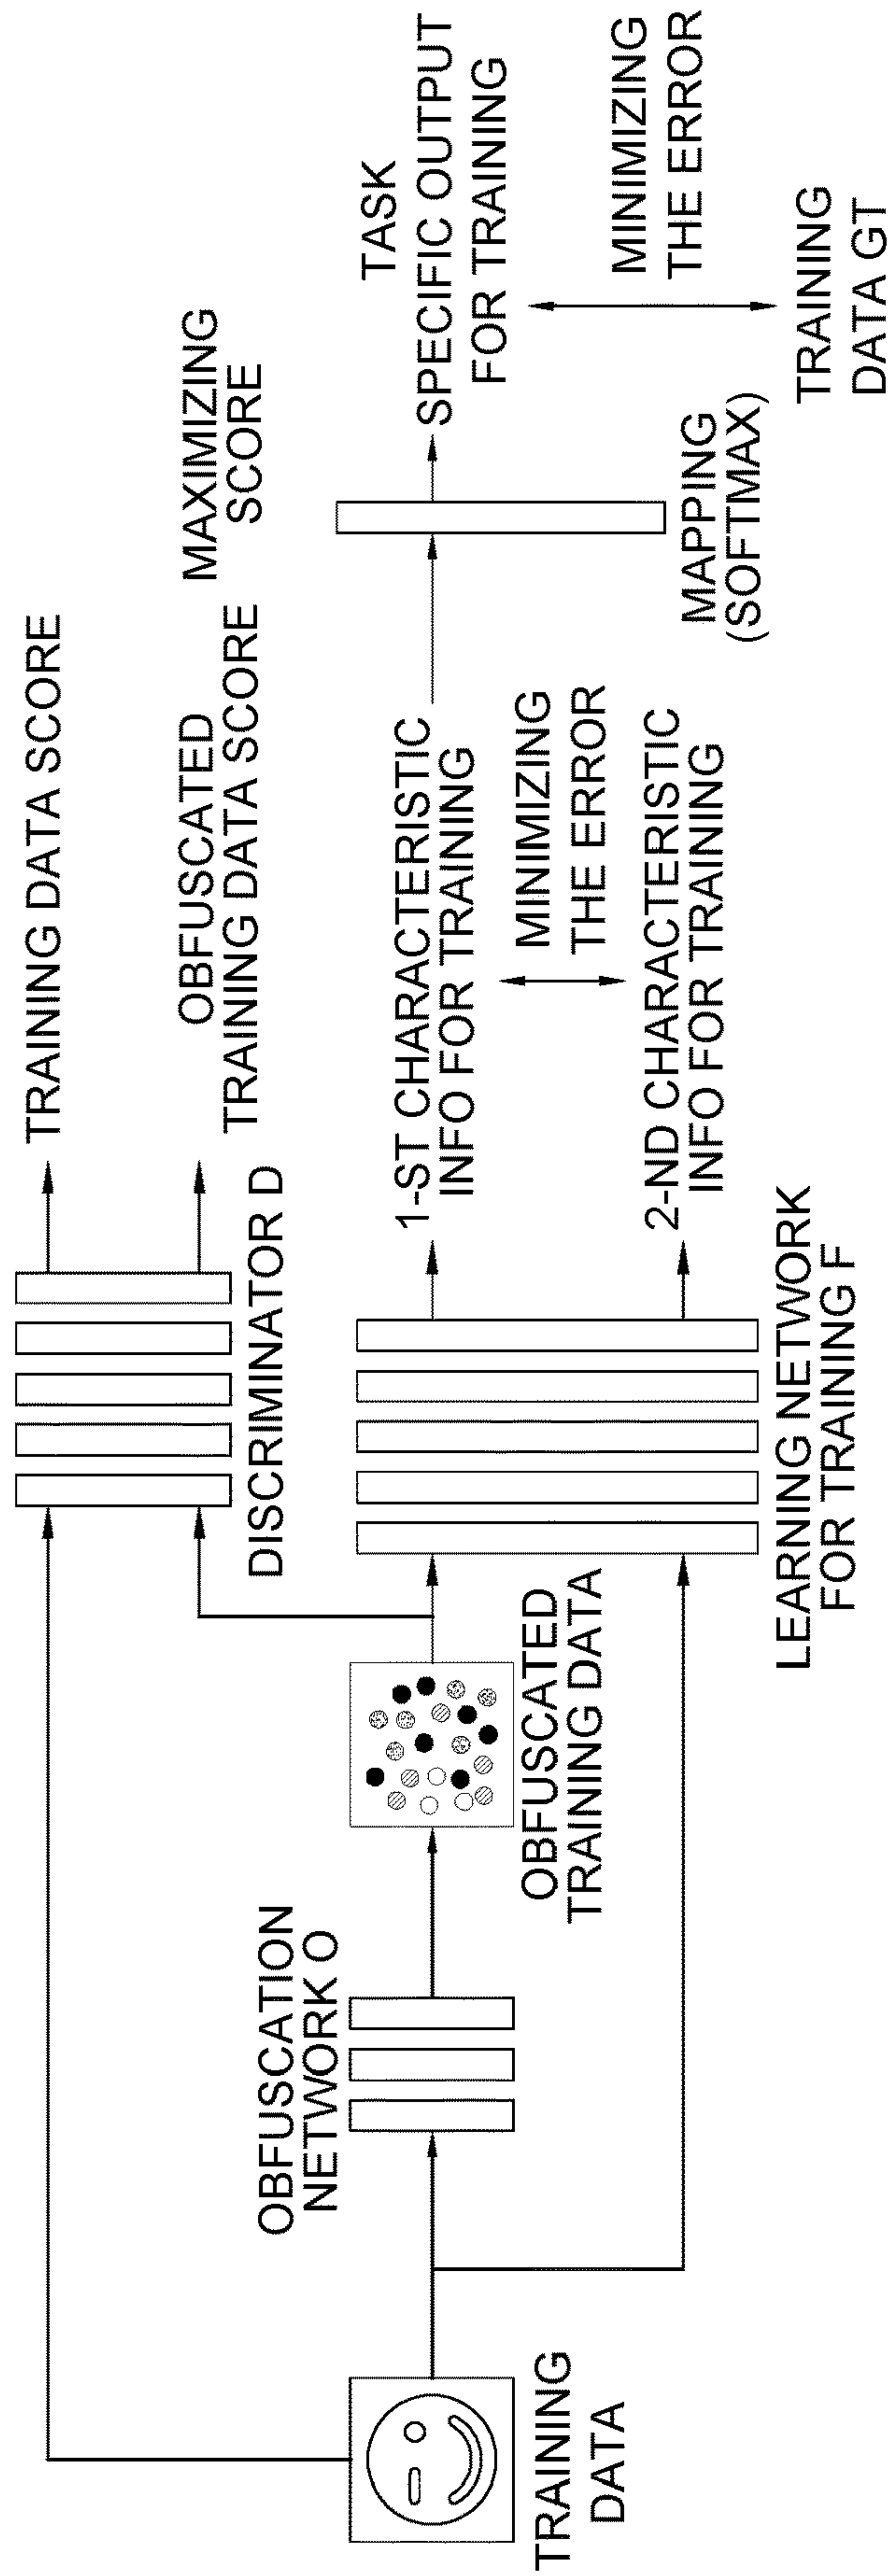 TRAINING
DATA
OBFUSCATION
NETWORK O
OBFUSCATED
TRAINING DATA
DISCRIMINATOR D
LEARNING NETWORK
FOR TRAINING F
TRAINING DATA SCORE
OBFUSCATED
TRAINING DATA SCORE
MAXIMIZING
SCORE
1-ST CHARACTERISTIC
INFO FOR TRAINING
MINIMIZING
THE ERROR
2-ND CHARACTERISTIC
INFO FOR TRAINING
MAPPING
(SOFTMAX)
TASK
SPECIFIC OUTPUT
FOR TRAINING
MINIMIZING
THE ERROR
TRAINING
DATA GT